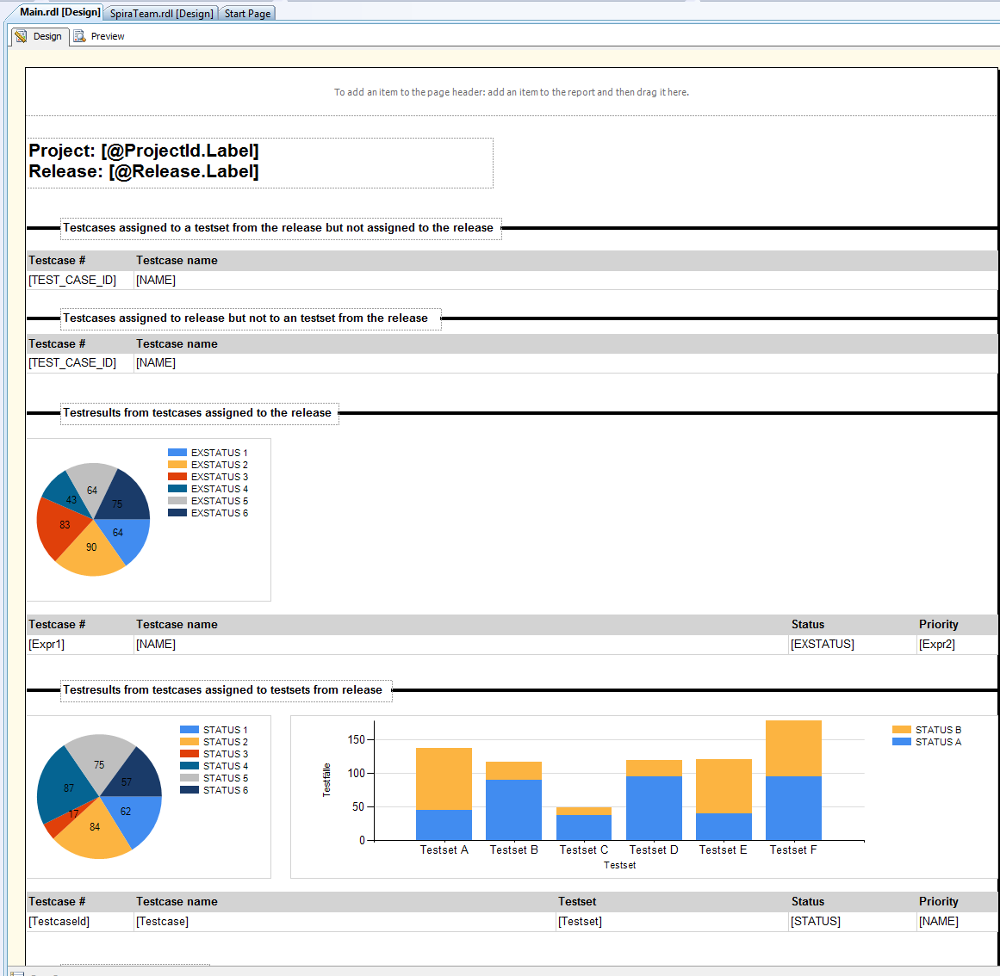 Main.rdl [Design] SpiraTeam.rdl [Design] Start Page
Design Preview
To add an item to the page header: add an item to the report and then drag it here.
Project: [@ProjectId.Label]
Release: [@Release.Label]
Testcases assigned to a testset from the release but not assigned to the release
Testcase # Testcase name
[TEST_CASE_ID] [NAME]
Testcases assigned to release but not to an testset from the release
Testcase # Testcase name
[TEST_CASE_ID] [NAME]
Testresults from testcases assigned to the release
EXSTATUS 1
EXSTATUS 2
EXSTATUS 3
EXSTATUS 4
EXSTATUS 5
EXSTATUS 6
64
43
75
83
64
90
Testcase # Testcase name Status Priority
[Expr1] [NAME] [EXSTATUS] [Expr2]
Testresults from testcases assigned to testsets from release
STATUS 1
STATUS 2
STATUS 3
STATUS 4
STATUS 5
STATUS 6
75
57
87
62
17
84
STATUS B
STATUS A
150
100
50
0
Testfälle
Testset A Testset B Testset C Testset D Testset E Testset F
Testset
Testcase # Testcase name Testset Status Priority
[TestcaseId] [Testcase] [Testset] [STATUS] [NAME]